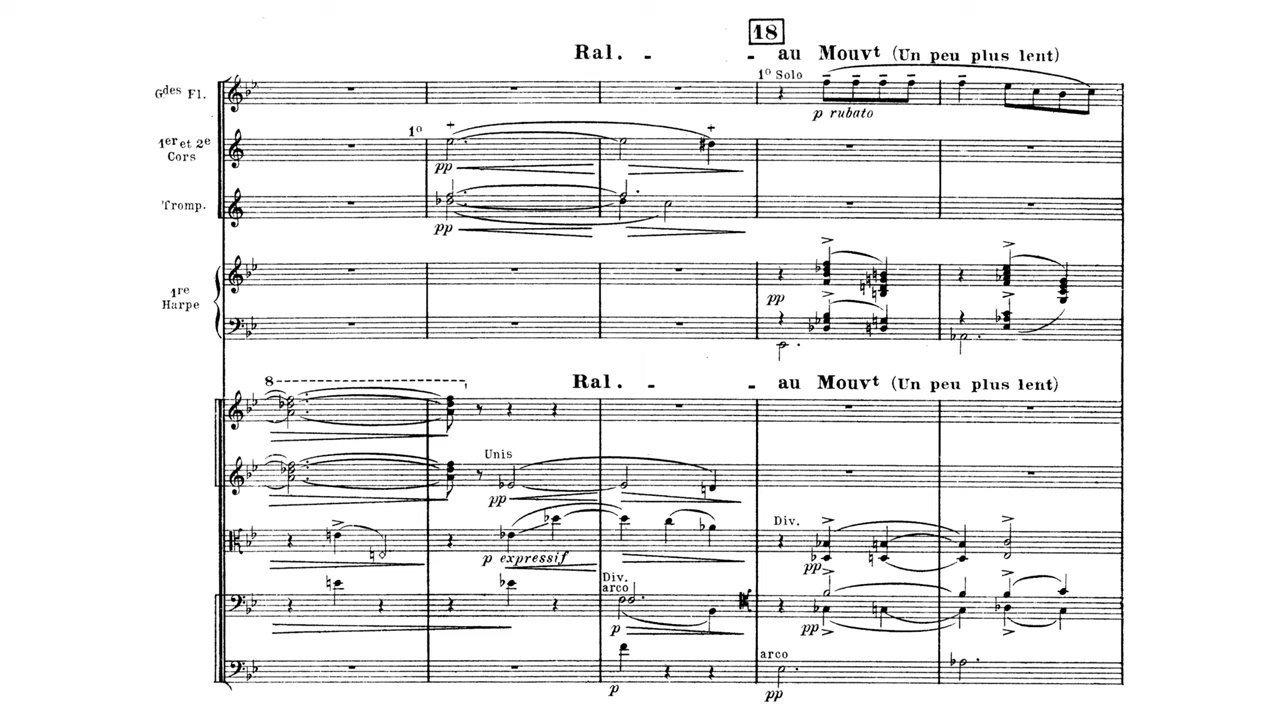 18
Ral. - - au Mouvt (Un peu plus lent)
1º Solo
Gdes Fl.
p rubato
1er et 2e
Cors
1º
pp
Tromp.
pp
1re
Harpe
pp
8
Ral. - - au Mouvt (Un peu plus lent)
Unis
pp
Div.
p expressif
pp
Div.
arco
p
pp
arco
p
pp